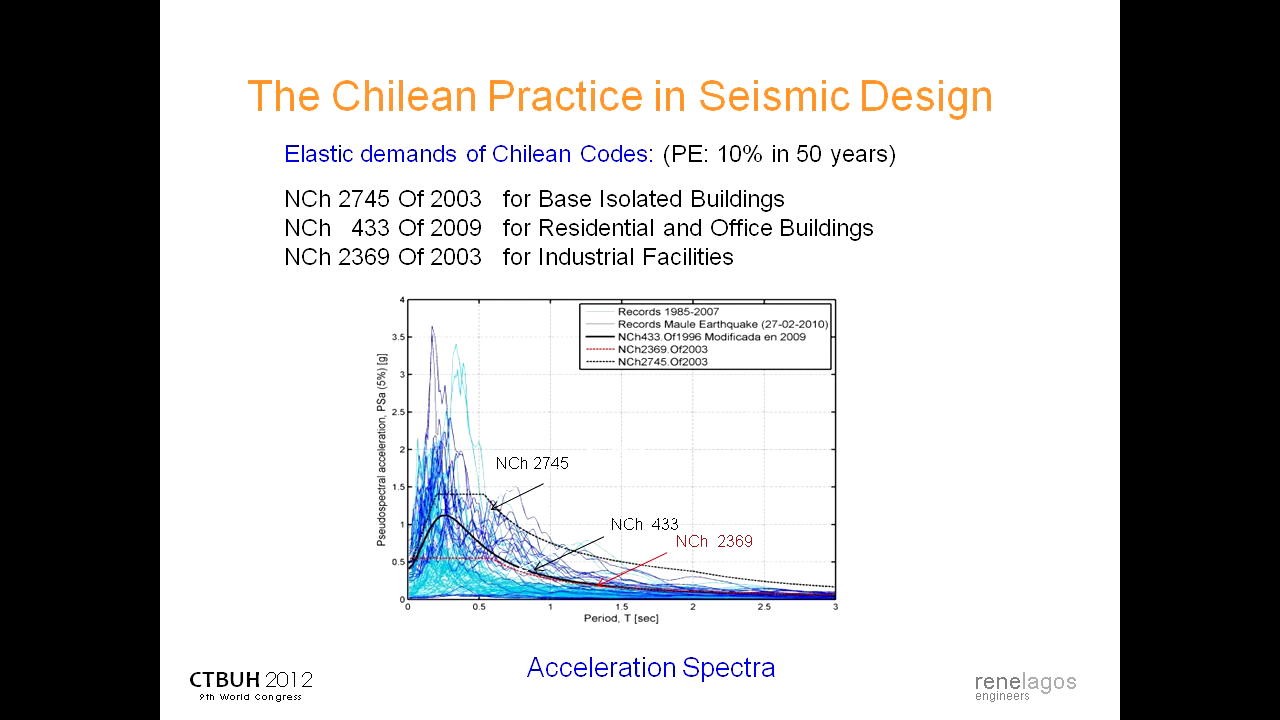 The Chilean Practice in Seismic Design
Elastic demands of Chilean Codes: (PE: 10% in 50 years)
NCh 2745 Of 2003 for Base Isolated Buildings
NCh 433 Of 2009 for Residential and Office Buildings
NCh 2369 Of 2003 for Industrial Facilities
Records 1985-2007
Records Maule Earthquake (27-02-2010)
NCh433.Of1996 Modificada en 2009
NCh2369.Of2003
NCh2745.Of2003
Pseudospectral acceleration, PSa (5%) [g]
4
3.5
3
2.5
2
1.5
1
0.5
0
NCh 2745
NCh 433
NCh 2369
0 0.5 1 1.5 2 2.5 3
Period, T [sec]
Acceleration Spectra
CTBUH 2012
9th World Congress
renelagos
engineers